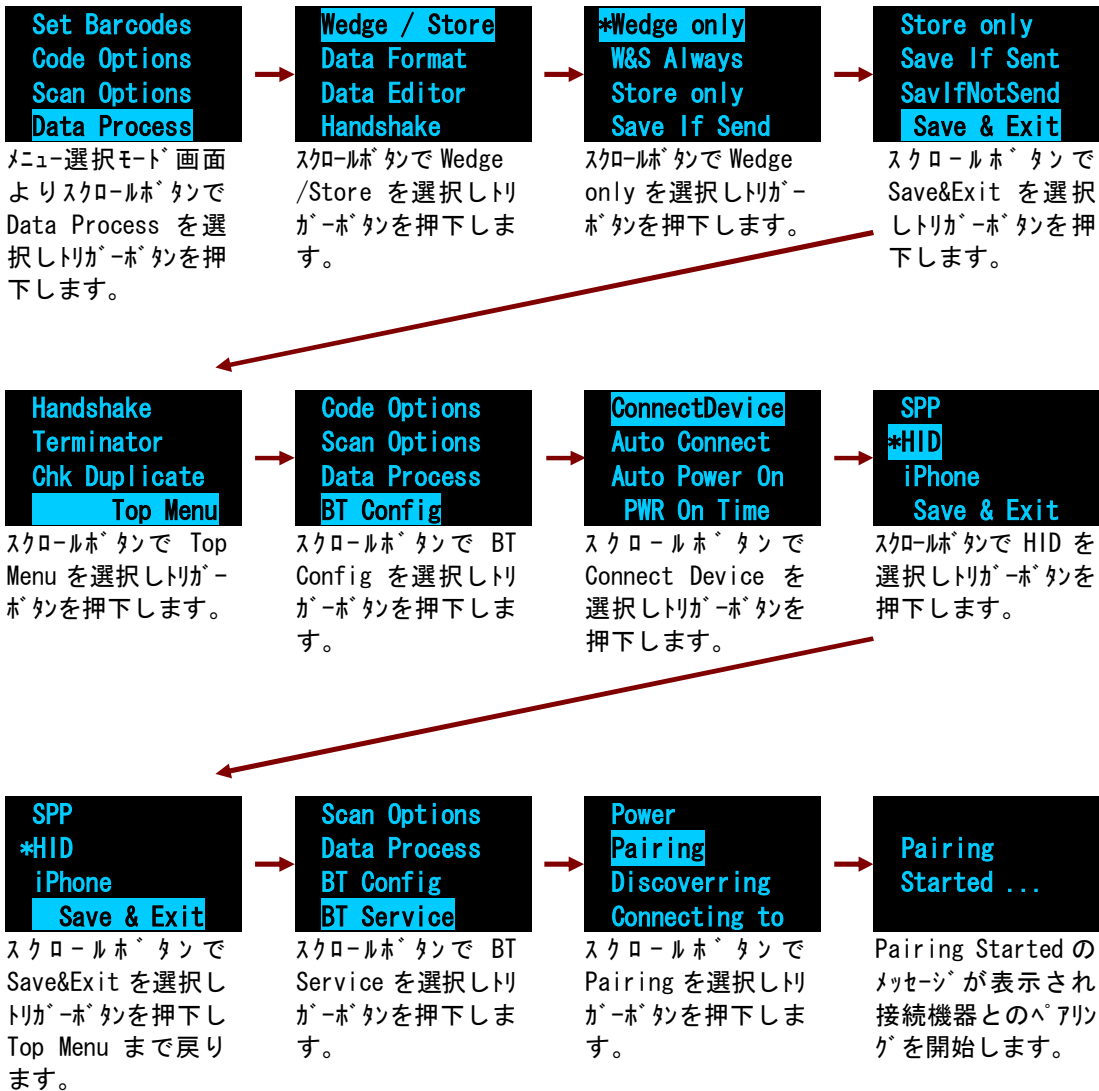 Set Barcodes
Code Options
Scan Options
Data Process
ﾒﾆｭｰ選択ﾓｰﾄﾞ画面
よりｽｸﾛｰﾙﾎﾞﾀﾝで
Data Process を選
択しﾄﾘｶﾞｰﾎﾞﾀﾝを押
下します。
Wedge / Store
Data Format
Data Editor
Handshake
ｽｸﾛｰﾙﾎﾞﾀﾝで Wedge
/Store を選択しﾄﾘ
ｶﾞｰﾎﾞﾀﾝを押下しま
す。
*Wedge only
W&S Always
Store only
Save If Send
ｽｸﾛｰﾙﾎﾞﾀﾝで Wedge
only を選択しﾄﾘｶﾞｰ
ﾎﾞﾀﾝを押下します。
Store only
Save If Sent
SavIfNotSend
Save & Exit
ｽｸﾛｰﾙﾎﾞﾀﾝで
Save&Exit を選択
しﾄﾘｶﾞｰﾎﾞﾀﾝを押
下します。
Handshake
Terminator
Chk Duplicate
Top Menu
ｽｸﾛｰﾙﾎﾞﾀﾝで Top
Menu を選択しﾄﾘｶﾞｰ
ﾎﾞﾀﾝを押下します。
Code Options
Scan Options
Data Process
BT Config
ｽｸﾛｰﾙﾎﾞﾀﾝで BT
Config を選択しﾄﾘ
ｶﾞｰﾎﾞﾀﾝを押下しま
す。
ConnectDevice
Auto Connect
Auto Power On
PWR On Time
ｽｸﾛｰﾙﾎﾞﾀﾝで
Connect Device を
選択しﾄﾘｶﾞｰﾎﾞﾀﾝを
押下します。
SPP
*HID
iPhone
Save & Exit
ｽｸﾛｰﾙﾎﾞﾀﾝで HID を
選択しﾄﾘｶﾞｰﾎﾞﾀﾝを
押下します。
SPP
*HID
iPhone
Save & Exit
ｽｸﾛｰﾙﾎﾞﾀﾝで
Save&Exit を選択し
ﾄﾘｶﾞｰﾎﾞﾀﾝを押下し
Top Menu まで戻り
ます。
Scan Options
Data Process
BT Config
BT Service
ｽｸﾛｰﾙﾎﾞﾀﾝで BT
Service を選択しﾄﾘ
ｶﾞｰﾎﾞﾀﾝを押下しま
す。
Power
Pairing
Discoverring
Connecting to
ｽｸﾛｰﾙﾎﾞﾀﾝで
Pairing を選択しﾄﾘ
ｶﾞｰﾎﾞﾀﾝを押下しま
す。
Pairing
Started ...
Pairing Started の
ﾒｯｾｰｼﾞが表示され
接続機器とのﾍﾟｱﾘﾝ
ｸﾞを開始します。